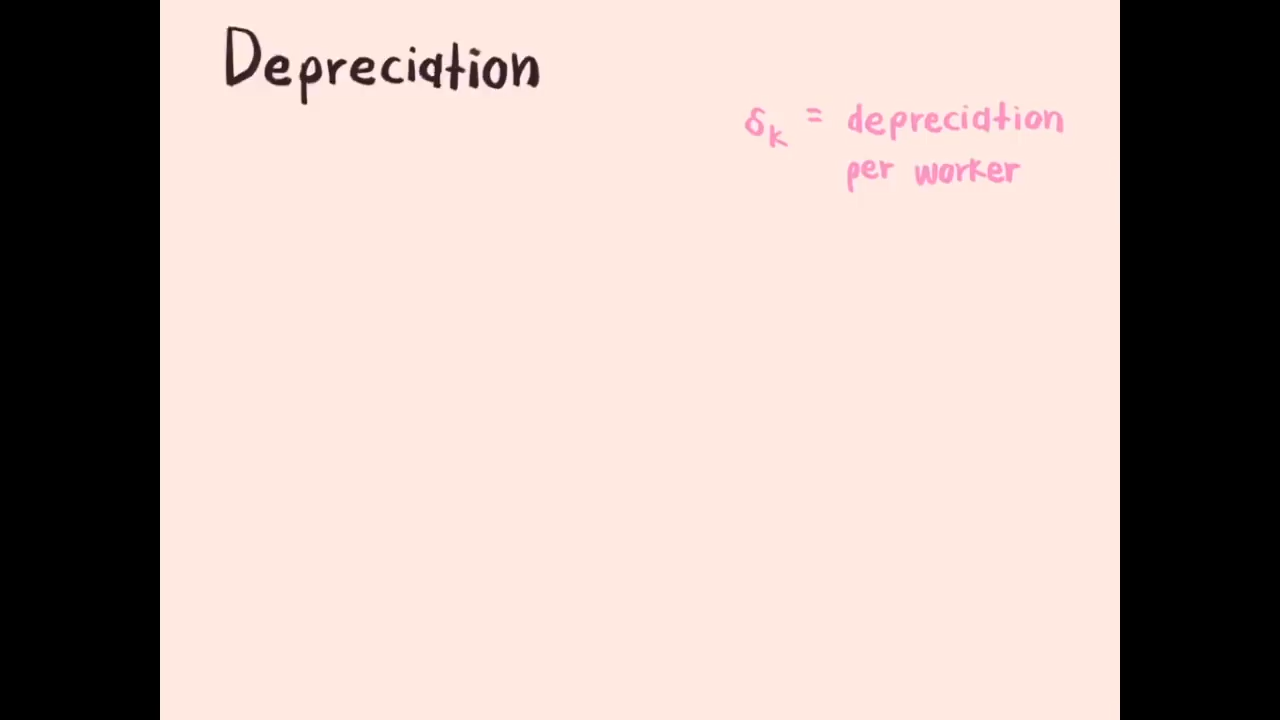 Depreciation
δk = depreciation
per worker